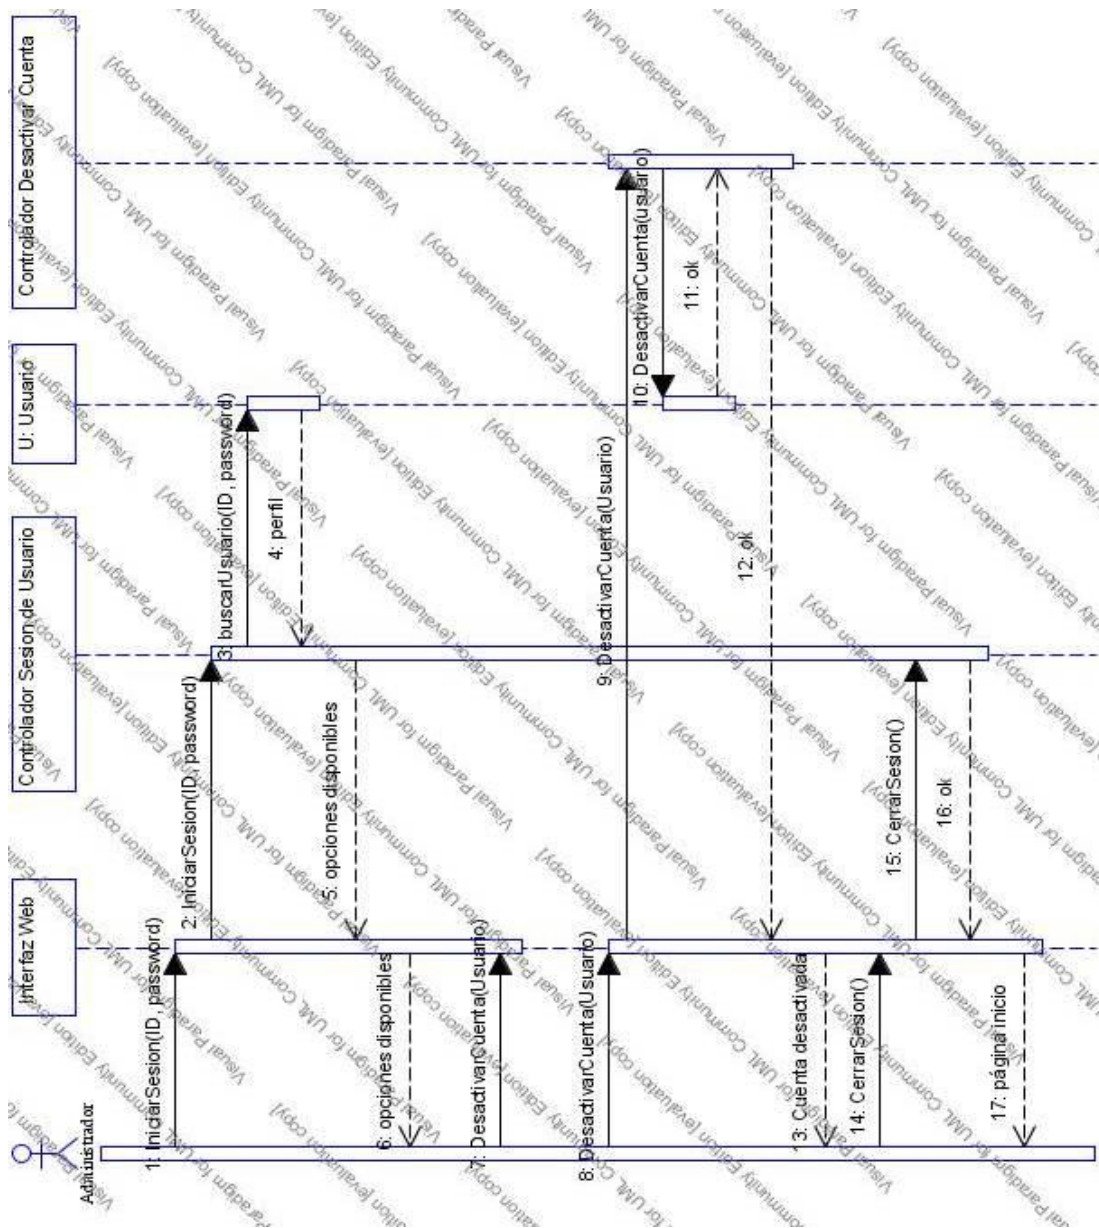 Administrador
Interfaz Web
Controlador Sesion de Usuario
U: Usuario
Controlador Desactivar Cuenta
1: IniciarSesion(ID, password)
2: IniciarSesion(ID, password)
3: buscarUsuario(ID, password)
4: perfil
5: opciones disponibles
6: opciones disponibles
7: DesactivarCuenta(Usuario)
8: DesactivarCuenta(Usuario)
9: DesactivarCuenta(Usuario)
10: DesactivarCuenta(usuario)
11: ok
12: ok
3: Cuenta desactivada
14: CerrarSesion()
15: CerrarSesion()
16: ok
17: página inicio
Visual Paradigm for UML Community Edition [evaluation copy]